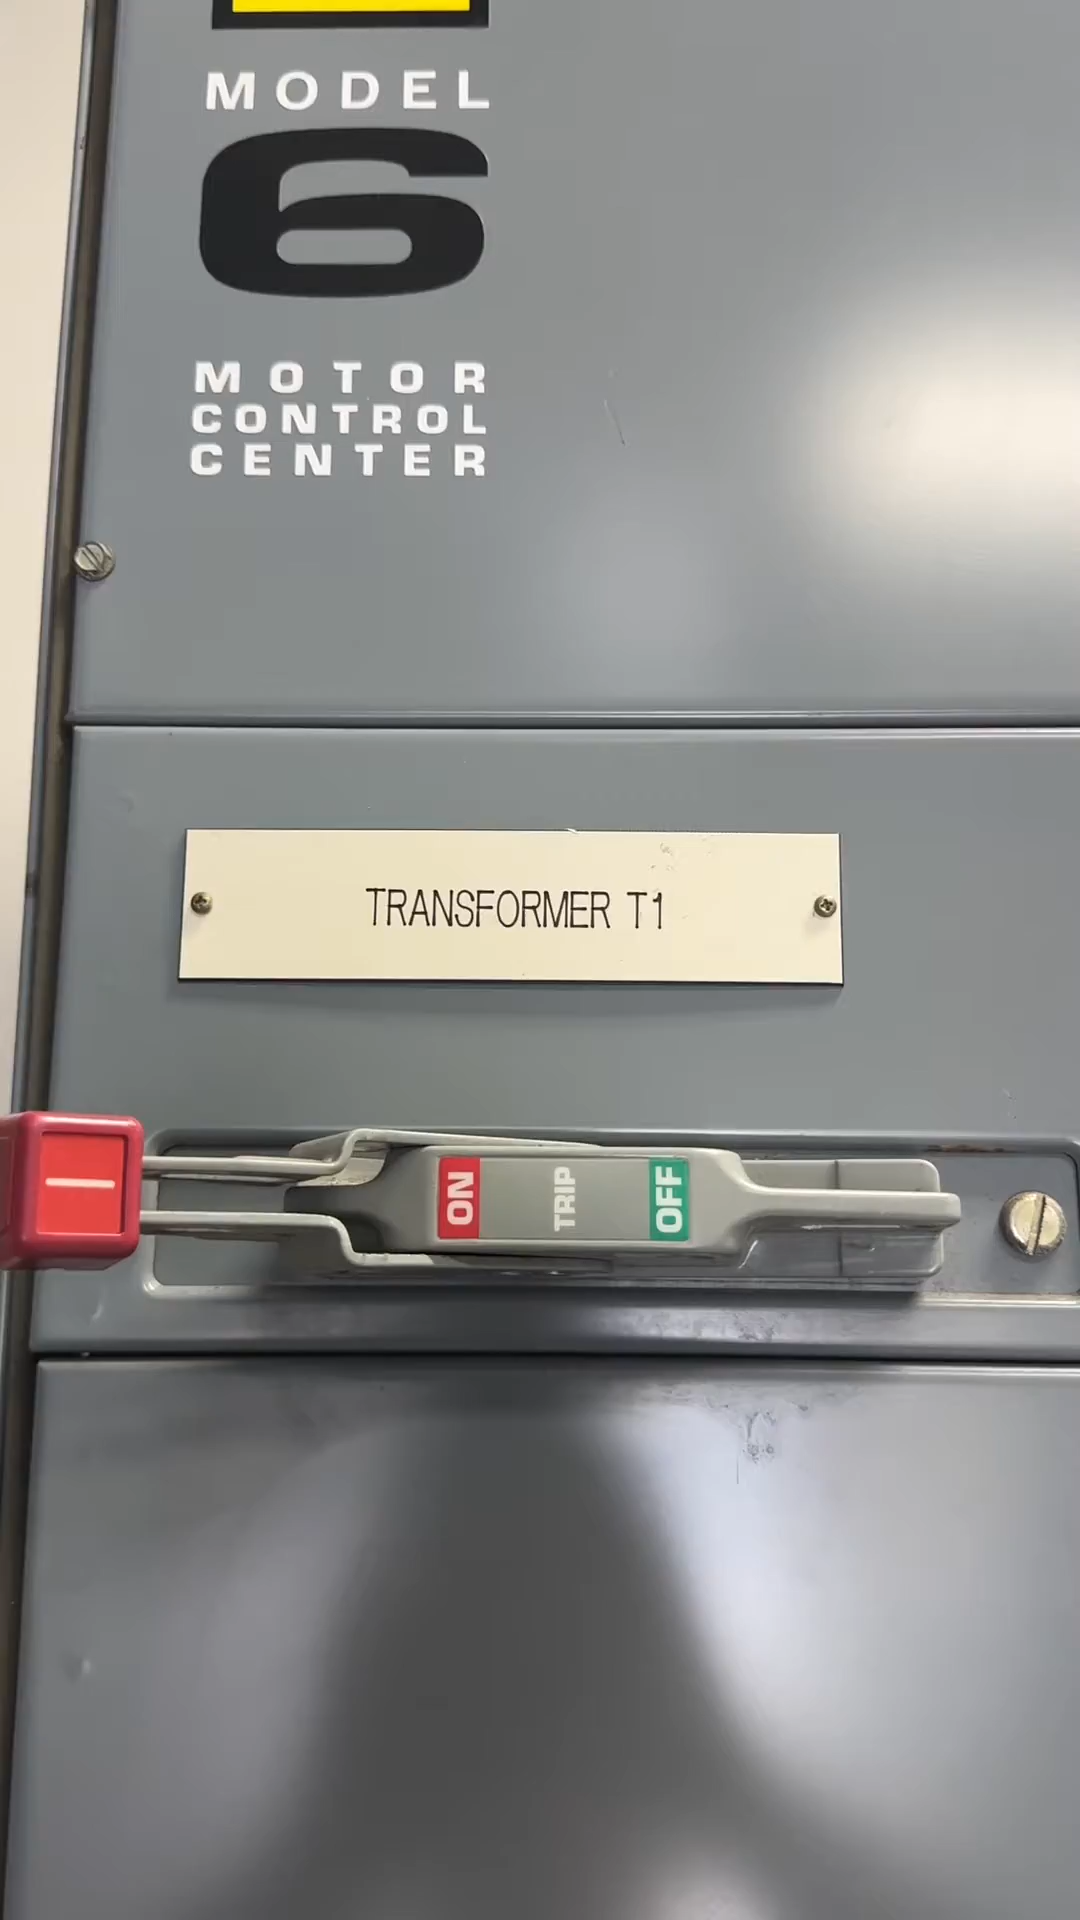 MODEL
6
MOTOR
CONTROL
CENTER
TRANSFORMER T1
ON TRIP OFF